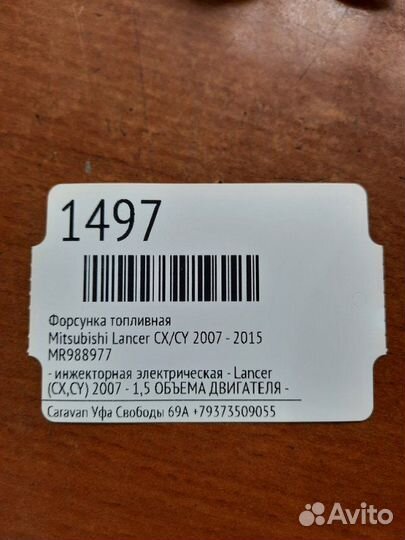 1497
Форсунка топливная
Mitsubishi Lancer CX/CY 2007 - 2015
MR988977
- инжекторная электрическая - Lancer
(CX,CY) 2007 - 1,5 ОБЪЕМА ДВИГАТЕЛЯ -
Caravan Уфа Свободы 69А +79373509055
Avito